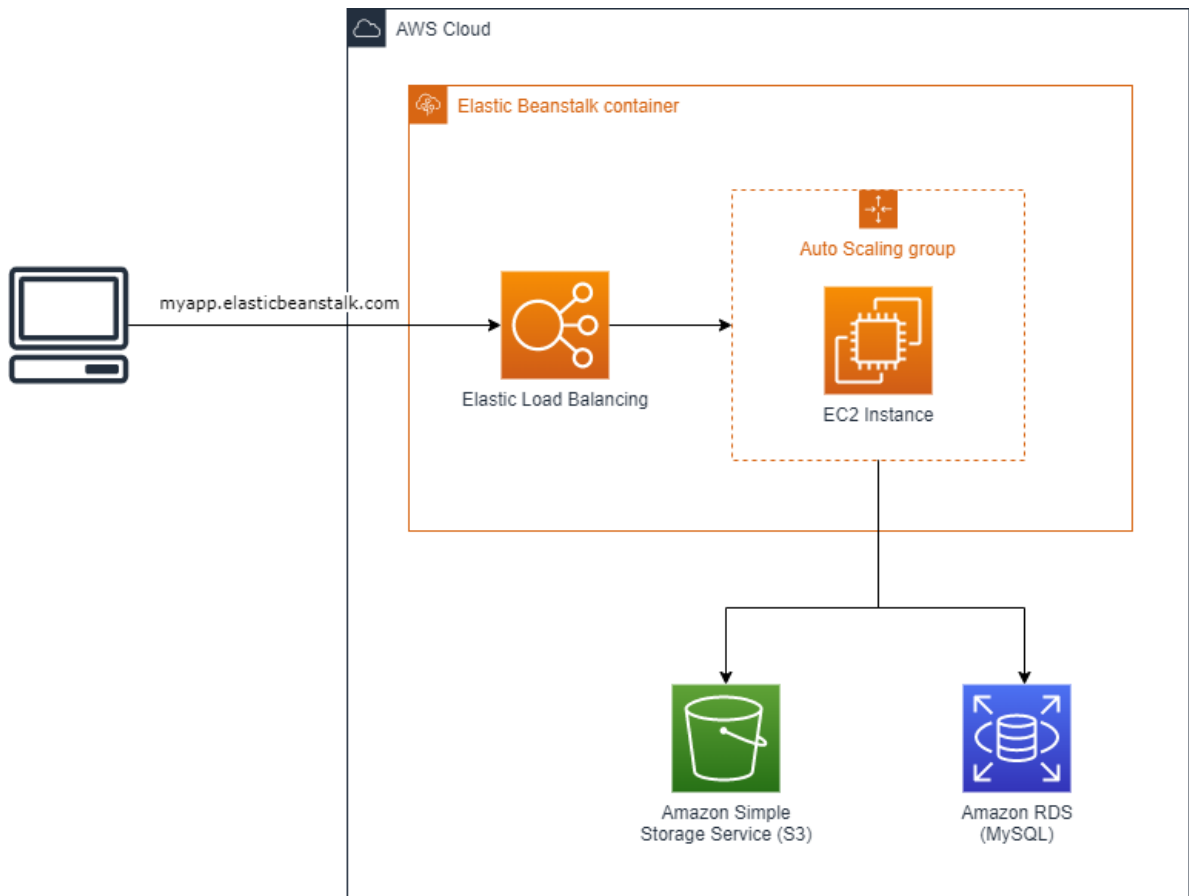 AWS Cloud
Elastic Beanstalk container
Auto Scaling group
myapp.elasticbeanstalk.com
Elastic Load Balancing
EC2 Instance
Amazon Simple
Storage Service (S3)
Amazon RDS
(MySQL)